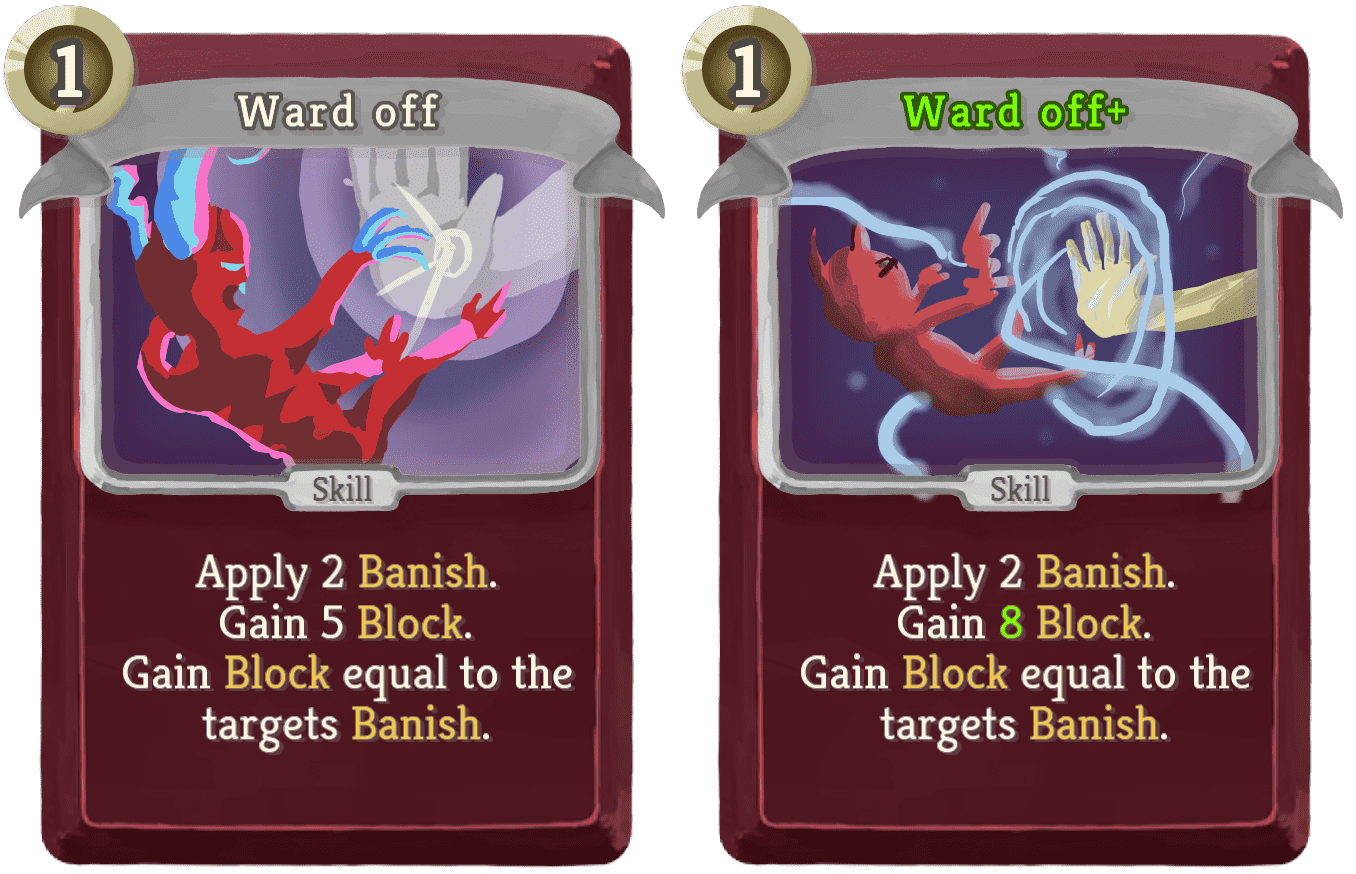 1
Ward off
Skill
Apply 2 Banish.
Gain 5 Block.
Gain Block equal to the
targets Banish.
1
Ward off+
Skill
Apply 2 Banish.
Gain 8 Block.
Gain Block equal to the
targets Banish.